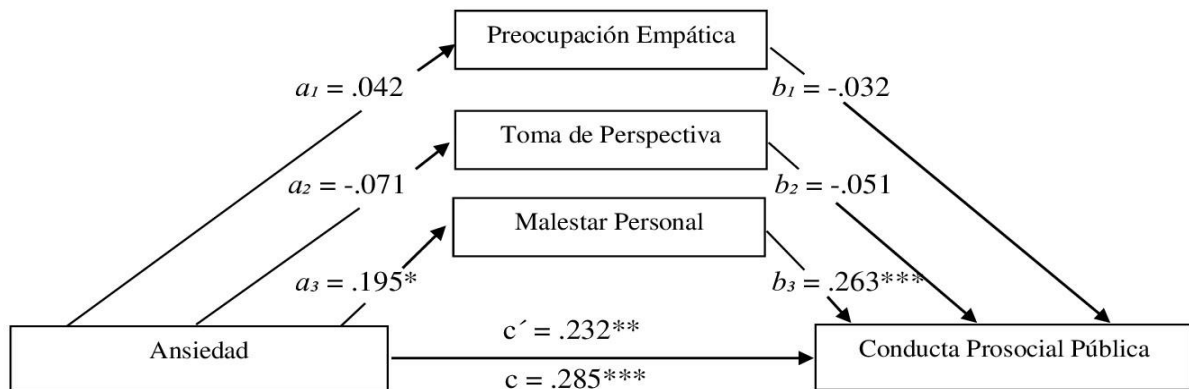 Preocupación Empática
a₁ = .042
b₁ = -.032
Toma de Perspectiva
a₂ = -.071
b₂ = -.051
Malestar Personal
a₃ = .195*
b₃ = .263***
Ansiedad
c´ = .232**
c = .285***
Conducta Prosocial Pública